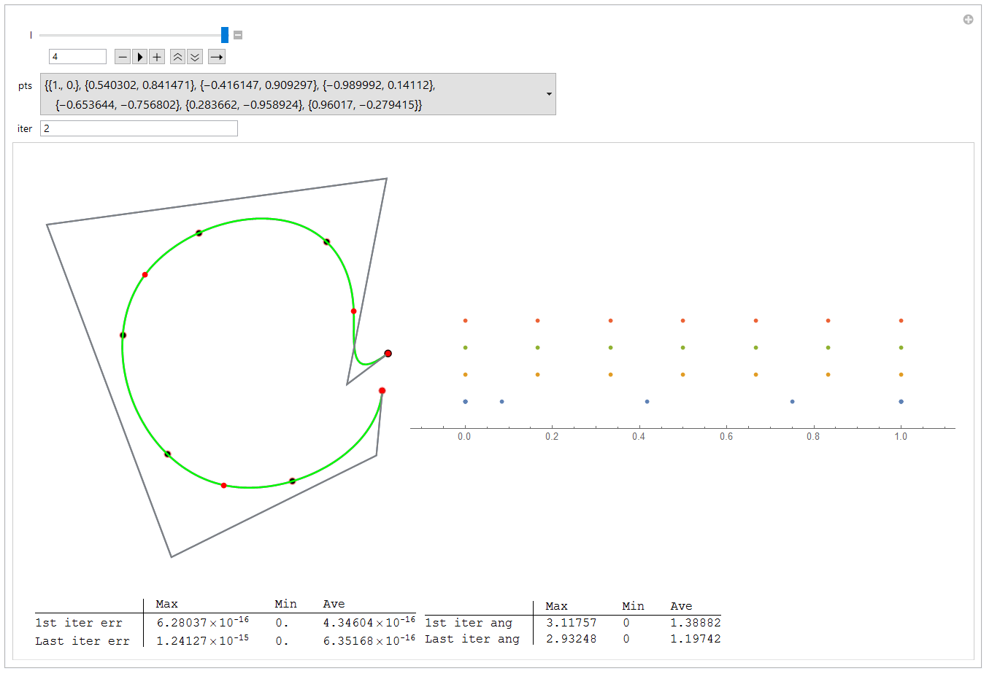 l
4
pts {{1., 0.}, {0.540302, 0.841471}, {−0.416147, 0.909297}, {−0.989992, 0.14112},
{−0.653644, −0.756802}, {0.283662, −0.958924}, {0.96017, −0.279415}}
iter 2
0.0 0.2 0.4 0.6 0.8 1.0
Max Min Ave
1st iter err 6.28037×10⁻¹⁶ 0. 4.34604×10⁻¹⁶
Last iter err 1.24127×10⁻¹⁵ 0. 6.35168×10⁻¹⁶
Max Min Ave
1st iter ang 3.11757 0 1.38882
Last iter ang 2.93248 0 1.19742